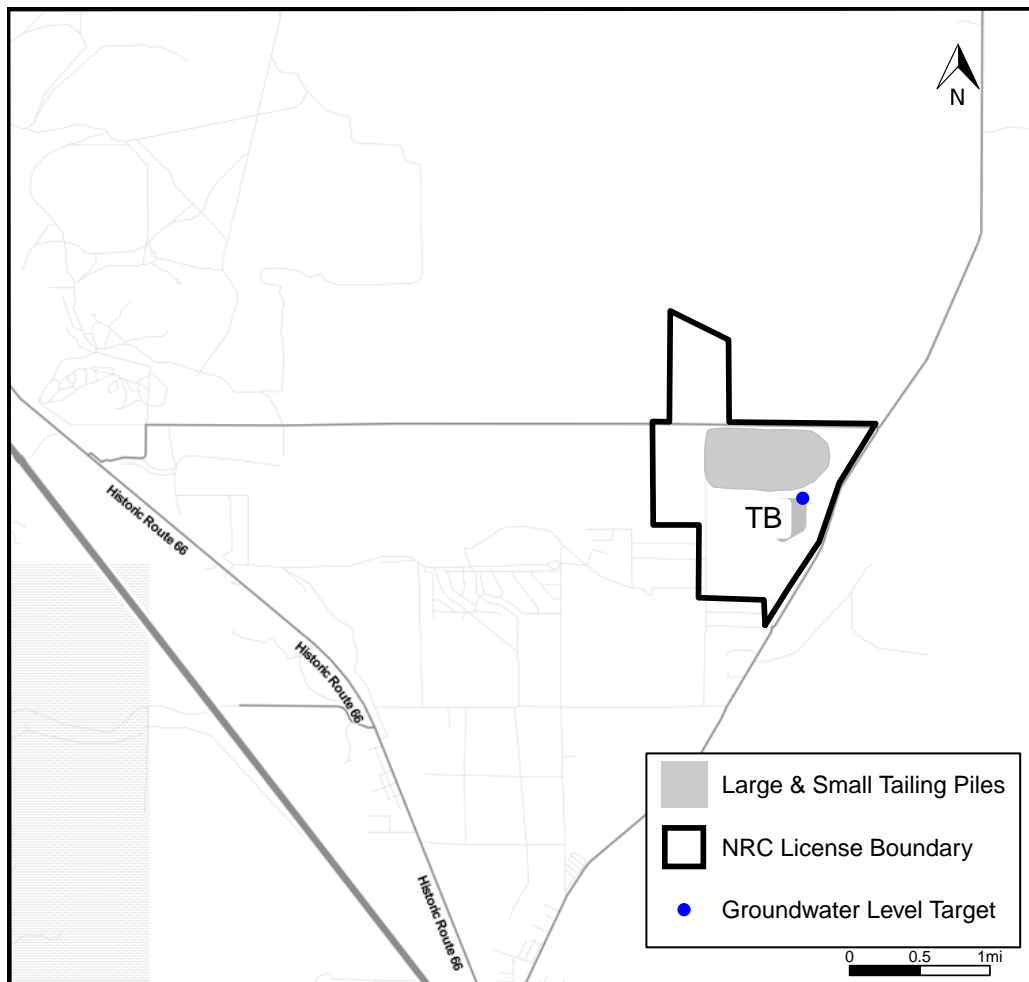 N
TB
Historic Route 66
Historic Route 66
Historic Route 66
Large & Small Tailing Piles
NRC License Boundary
Groundwater Level Target
0 0.5 1mi